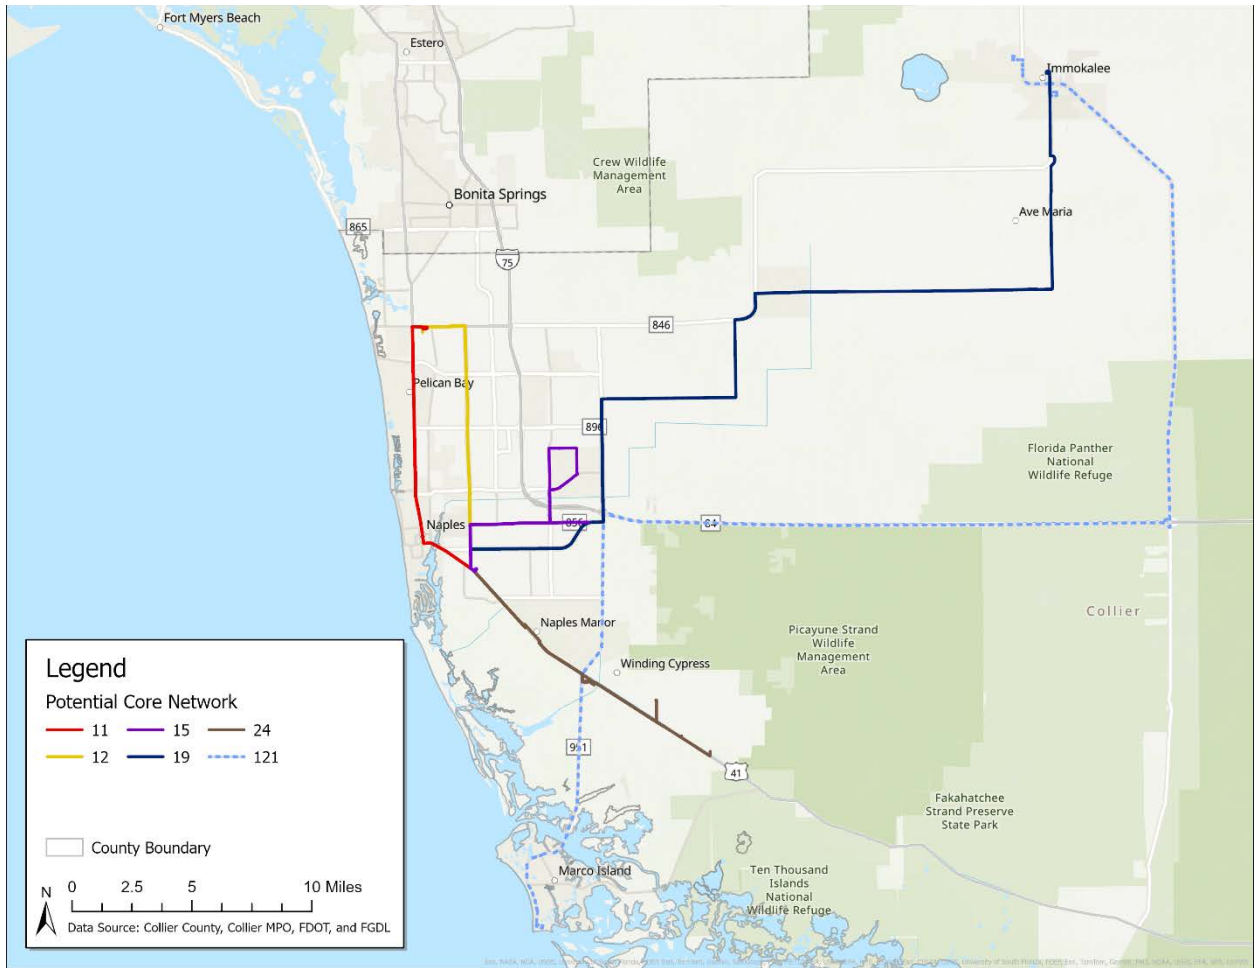 Fort Myers Beach
Estero
Immokalee
Crew Wildlife
Management
Area
Bonita Springs
Ave Maria
865
75
846
Pelican Bay
896
Florida Panther
National
Wildlife Refuge
Naples
856
84
Collier
Naples Manor
Picayune Strand
Wildlife
Management
Area
Winding Cypress
951
41
Fakahatchee
Strand Preserve
State Park
Marco Island
Ten Thousand
Islands
National
Wildlife Refuge
Legend
Potential Core Network
11 15 24
12 19 121
County Boundary
N 0 2.5 5 10 Miles
Data Source: Collier County, Collier MPO, FDOT, and FGDL